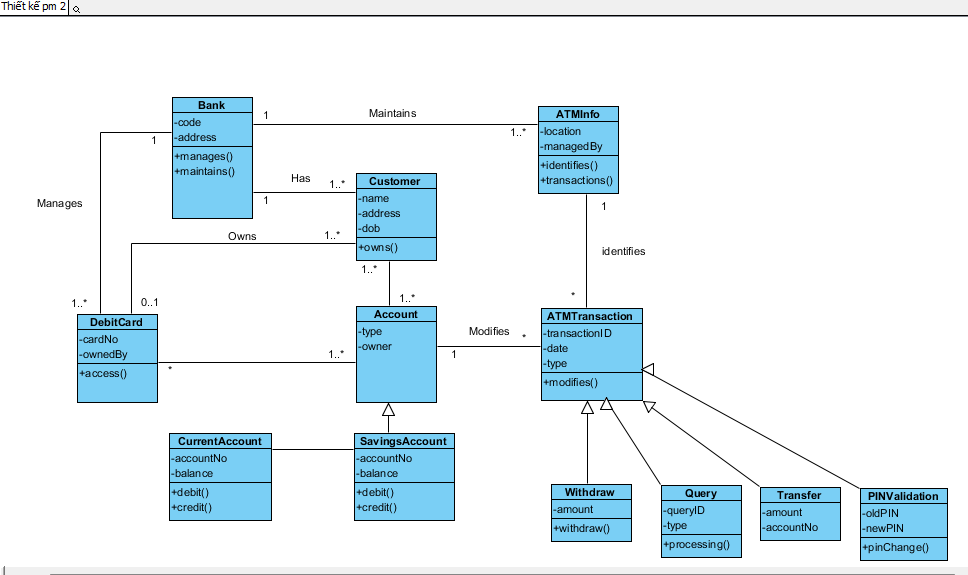 Thiết kế pm 2
Bank
-code
-address
+manages()
+maintains()
1
Maintains
1..*
ATMInfo
-location
-managedBy
+identifies()
+transactions()
1
Manages
Has
1..*
1
Customer
-name
-address
-dob
+owns()
Owns
1..*
1
identifies
1..*
1..*
*
1..*
0..1
DebitCard
-cardNo
-ownedBy
+access()
*
1..*
Account
-type
-owner
Modifies
1
*
ATMTransaction
-transactionID
-date
-type
+modifies()
CurrentAccount
-accountNo
-balance
+debit()
+credit()
SavingsAccount
-accountNo
-balance
+debit()
+credit()
Withdraw
-amount
+withdraw()
Query
-queryID
-type
+processing()
Transfer
-amount
-accountNo
PINValidation
-oldPIN
-newPIN
+pinChange()